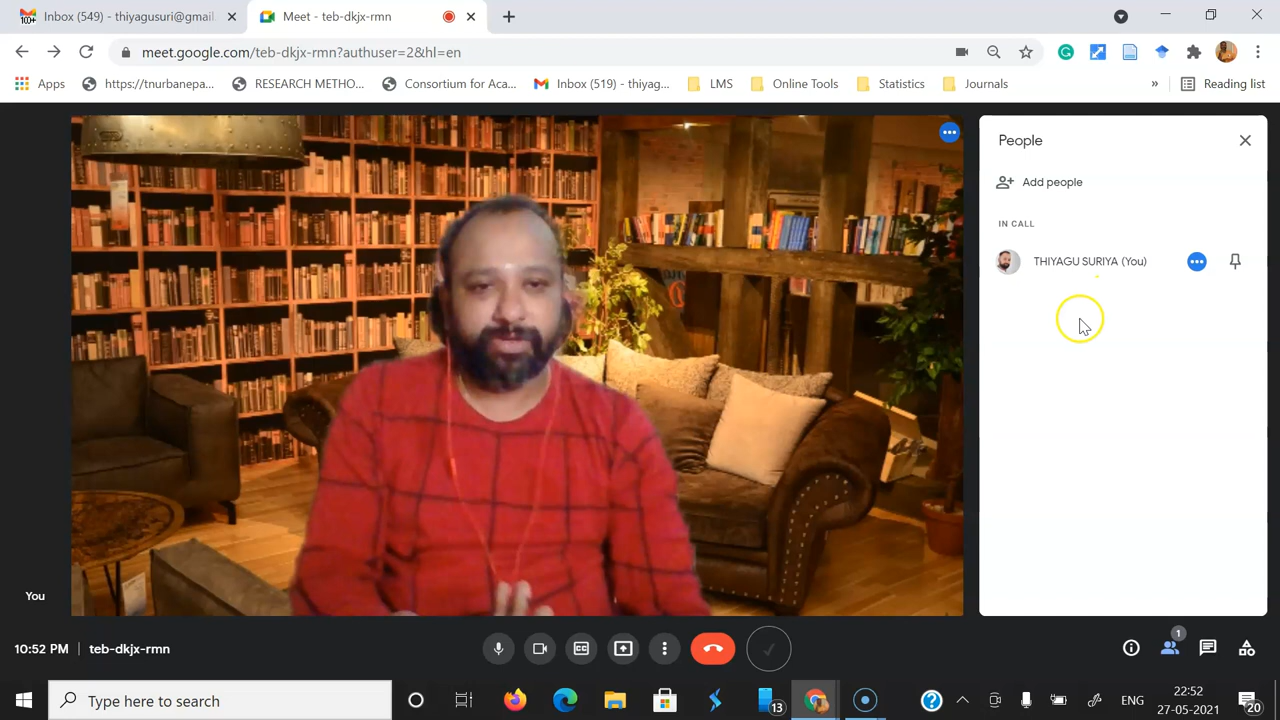 Inbox (549) - thiyagusuri@gmail.
Meet - teb-dkjx-rmn
meet.google.com/teb-dkjx-rmn?authuser=2&hl=en
Apps
https://tnurbanepa...
RESEARCH METHO...
Consortium for Aca...
Inbox (519) - thiyag...
LMS
Online Tools
Statistics
Journals
»
Reading list
People
Add people
IN CALL
THIYAGU SURIYA (You)
You
10:52 PM | teb-dkjx-rmn
1
Type here to search
13
ENG
22:52
27-05-2021
20